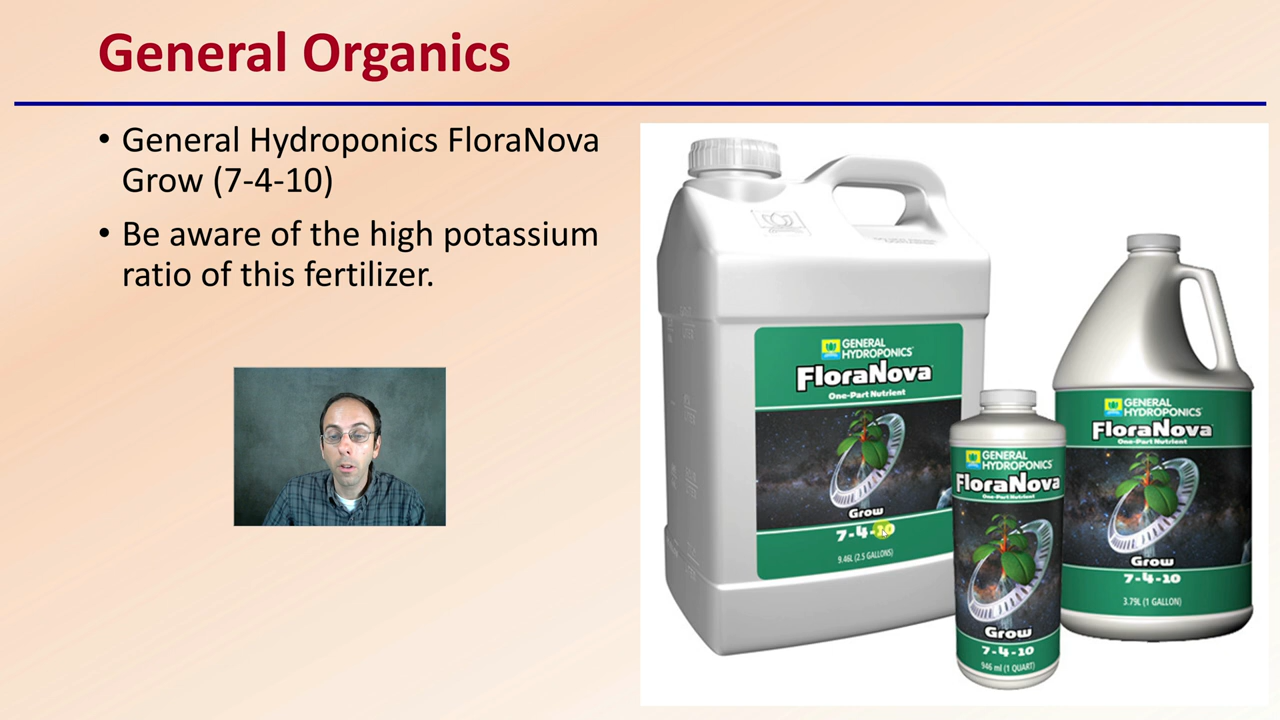 General Organics
• General Hydroponics FloraNova
Grow (7-4-10)
• Be aware of the high potassium
ratio of this fertilizer.
GENERAL
HYDROPONICS
FloraNova
One-Part Nutrient
Grow
7-4-10
9.46L (2.5 GALLONS)
GENERAL
HYDROPONICS
FloraNova
One-Part Nutrient
Grow
7-4-10
946 ml (1 QUART)
GENERAL
HYDROPONICS
FloraNova
One-Part Nutrient
Grow
7-4-10
3.79L (1 GALLON)